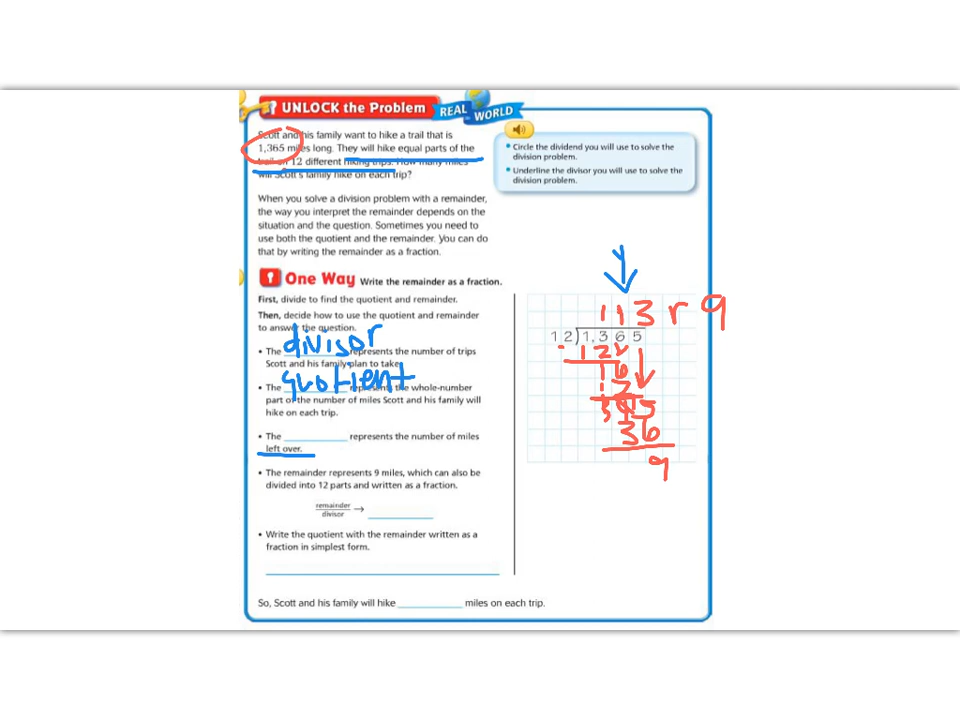 UNLOCK the Problem REAL WORLD
Scott and his family want to hike a trail that is
1,365 miles long. They will hike equal parts of the
trail on 12 different hiking trips. How many miles
will Scott's family hike on each trip?
• Circle the dividend you will use to solve the
division problem.
• Underline the divisor you will use to solve the
division problem.
When you solve a division problem with a remainder,
the way you interpret the remainder depends on the
situation and the question. Sometimes you need to
use both the quotient and the remainder. You can do
that by writing the remainder as a fraction.
One Way Write the remainder as a fraction.
First, divide to find the quotient and remainder.
Then, decide how to use the quotient and remainder
to answer the question.
• The divisor represents the number of trips
Scott and his family plan to take.
• The quotient represents the whole-number
part of the number of miles Scott and his family will
hike on each trip.
• The represents the number of miles
left over.
• The remainder represents 9 miles, which can also be
divided into 12 parts and written as a fraction.
remainder
divisor →
• Write the quotient with the remainder written as a
fraction in simplest form.
So, Scott and his family will hike miles on each trip.
113 r 9
12)1,365
- 12
16
12
45
36
9